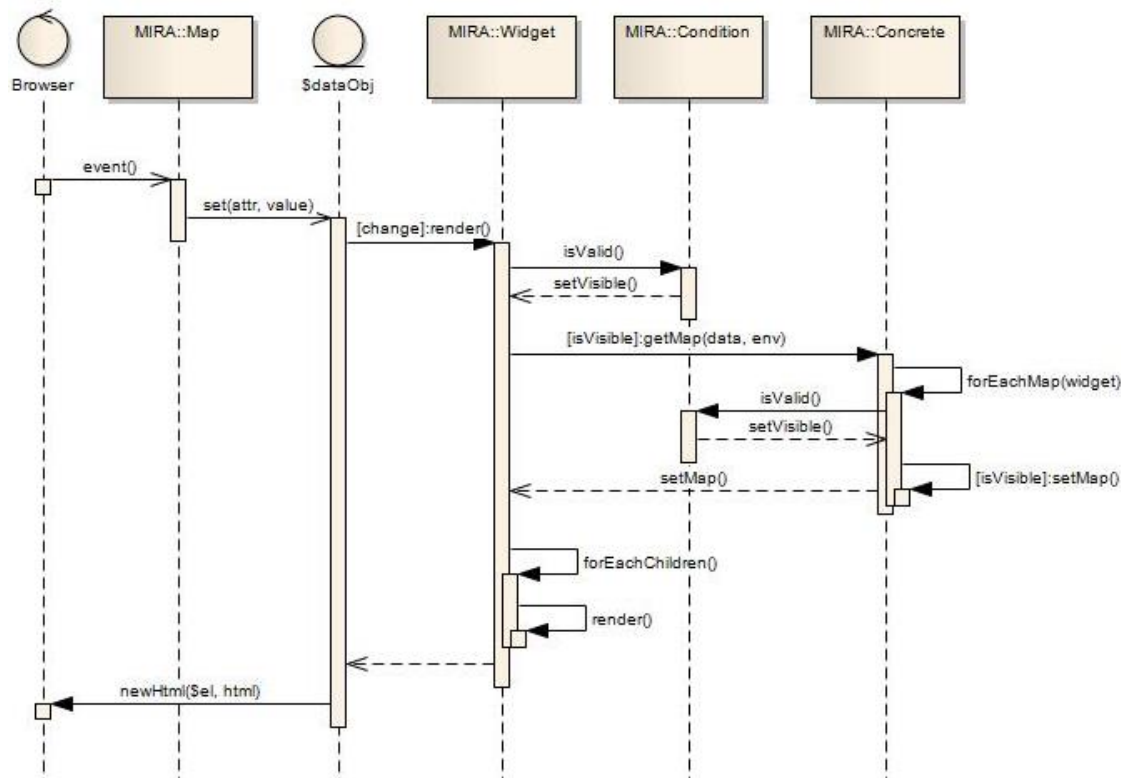 MIRA::Map
MIRA::Widget
MIRA::Condition
MIRA::Concrete
Browser
$dataObj
event()
set(attr, value)
[change]:render()
isValid()
setVisible()
[isVisible]:getMap(data, env)
forEachMap(widget)
isValid()
setVisible()
setMap()
[isVisible]:setMap()
forEachChildren()
render()
newHtml($el, html)